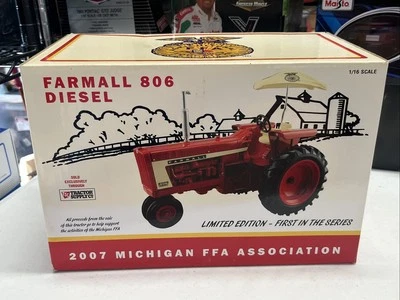 FARMALL 806
DIESEL
1/16 SCALE
SOLD
EXCLUSIVELY
THROUGH
TRACTOR
SUPPLY CO
All proceeds from the sale
of this tractor go to help support
the activities of the Michigan FFA
LIMITED EDITION - FIRST IN THE SERIES
2007 MICHIGAN FFA ASSOCIATION